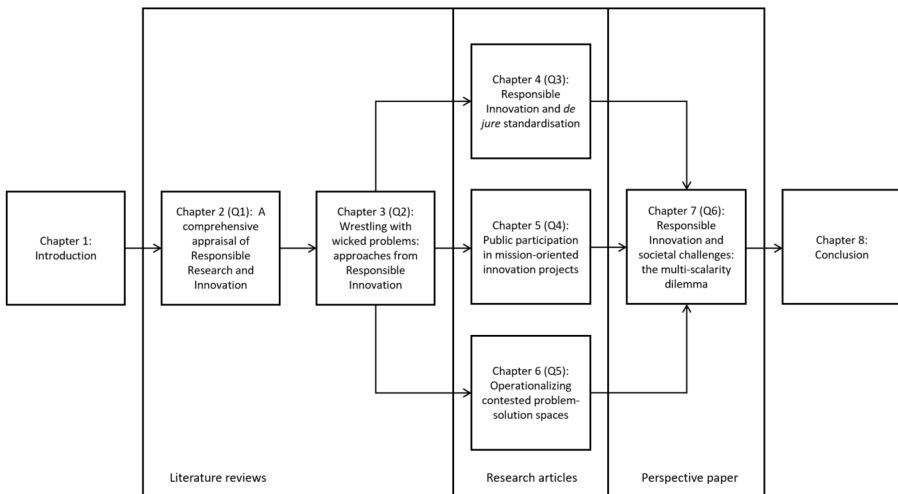 Chapter 1:
Introduction
Chapter 2 (Q1): A
comprehensive
appraisal of
Responsible
Research and
Innovation
Chapter 3 (Q2):
Wrestling with
wicked problems:
approaches from
Responsible
Innovation
Chapter 4 (Q3):
Responsible
Innovation and de
jure standardisation
Chapter 5 (Q4):
Public participation
in mission-oriented
innovation projects
Chapter 6 (Q5):
Operationalizing
contested problem-
solution spaces
Chapter 7 (Q6):
Responsible
Innovation and
societal challenges:
the multi-scalarity
dilemma
Chapter 8:
Conclusion
Literature reviews
Research articles
Perspective paper